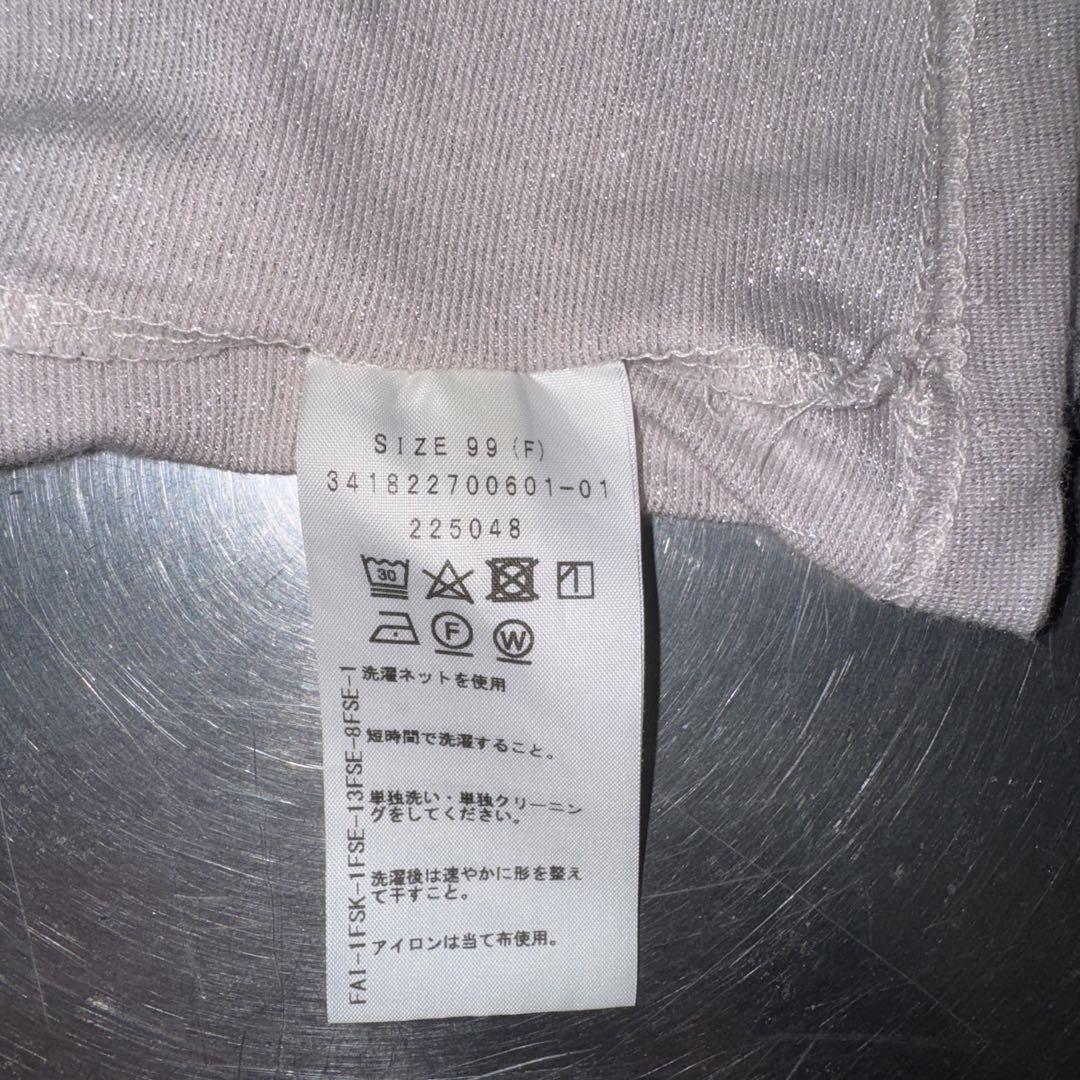 SIZE 99 (F)
341822700601-01
225048
30
F
W
洗濯ネットを使用
短時間で洗濯すること。
単独洗い・単独クリーニン
グをしてください。
洗濯後は速やかに形を整え
て干すこと。
アイロンは当て布使用。
FAI-1FSK-1FSE-13FSE-8FSE-1